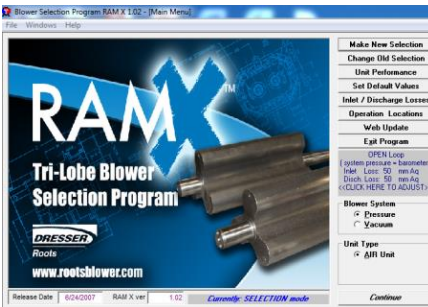 Blower Selection Program RAM X 1.02 - [Main Menu]
File Windows Help
RAMX™
Tri-Lobe Blower
Selection Program
DRESSER
Roots
www.rootsblower.com
Make New Selection
Change Old Selection
Unit Performance
Set Default Values
Inlet / Discharge Losses
Operation Locations
Web Update
Exit Program
OPEN Loop
( system pressure = barometer
Inlet Loss: 50 mm Aq
Disch. Loss: 50 mm Aq
<<CLICK HERE TO ADJUST>
Blower System
Pressure
Vacuum
Unit Type
AIR Unit
Release Date 6/24/2007 RAM X ver 1.02 Currently: SELECTION mode Continue